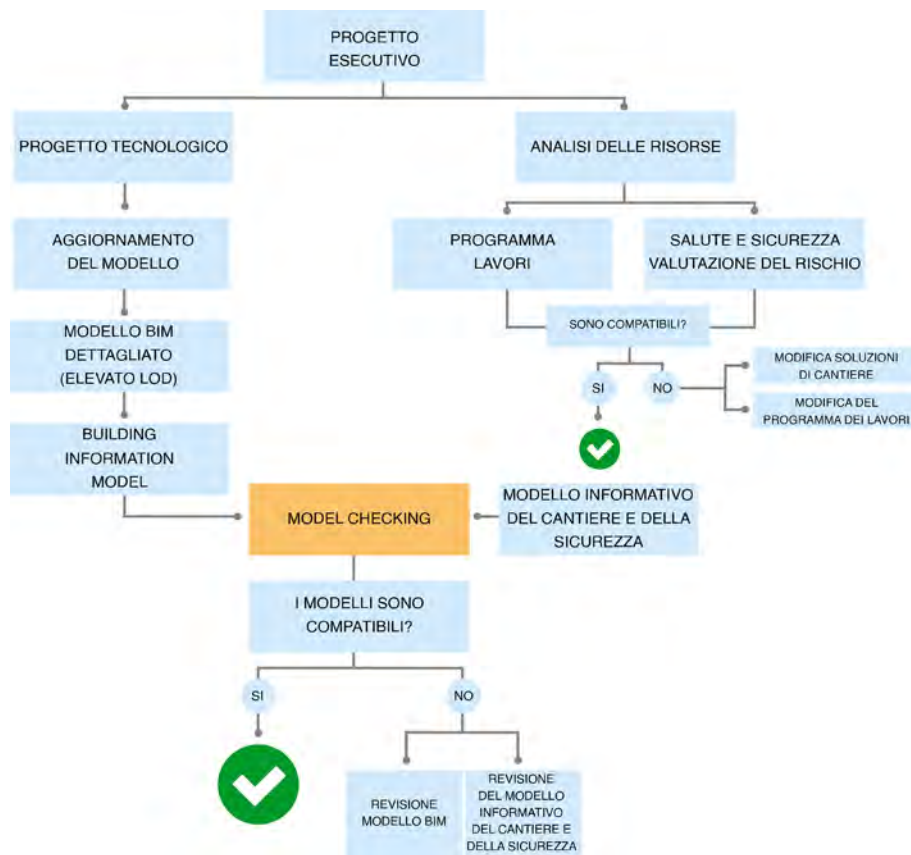 PROGETTO
ESECUTIVO
PROGETTO TECNOLOGICO
ANALISI DELLE RISORSE
AGGIORNAMENTO
DEL MODELLO
PROGRAMMA
LAVORI
SALUTE E SICUREZZA
VALUTAZIONE DEL RISCHIO
MODELLO BIM
DETTAGLIATO
(ELEVATO LOD)
SONO COMPATIBILI?
SI
NO
MODIFICA SOLUZIONI
DI CANTIERE
MODIFICA DEL
PROGRAMMA DEI LAVORI
BUILDING
INFORMATION
MODEL
MODEL CHECKING
MODELLO INFORMATIVO
DEL CANTIERE E DELLA
SICUREZZA
I MODELLI SONO
COMPATIBILI?
SI
NO
REVISIONE
MODELLO BIM
REVISIONE
DEL MODELLO
INFORMATIVO
DEL CANTIERE E
DELLA SICUREZZA